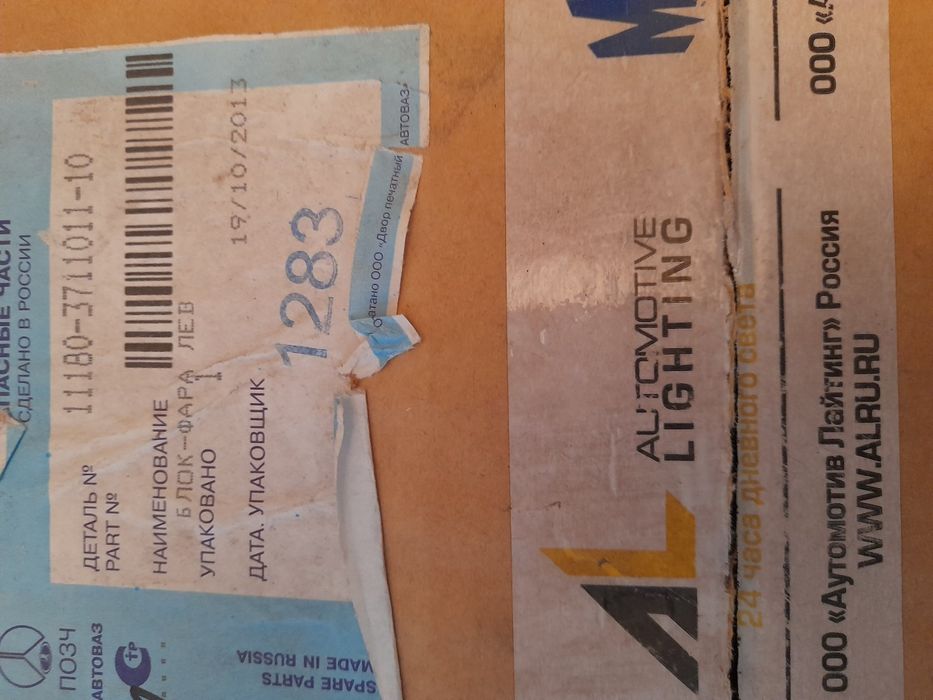 СДЕЛАНО В РОССИИ
ДЕТАЛЬ № 11180-3711011-10
PART №
НАИМЕНОВАНИЕ
БЛОК-ФАРА ЛЕВ
УПАКОВАНО 1
19/10/2013
ДАТА. УПАКОВЩИК
1283
ООО «Двор печатный
АВТОВАЗ»
ПОЗЧ
АВТОВАЗ
SPARE PARTS
MADE IN RUSSIA
AL AUTOMOTIVE
LIGHTING
24 часа дневного света
ООО «Аутомотив Лайтинг» Россия
WWW.ALRU.RU
ООО